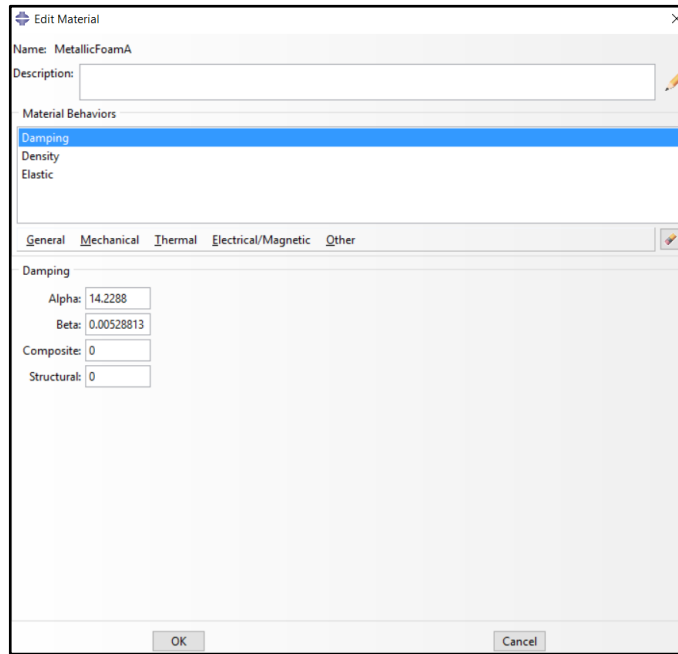 Edit Material
Name: MetallicFoamA
Description:
Material Behaviors
Damping
Density
Elastic
General Mechanical Thermal Electrical/Magnetic Other
Damping
Alpha: 14.2288
Beta: 0.00528813
Composite: 0
Structural: 0
OK Cancel